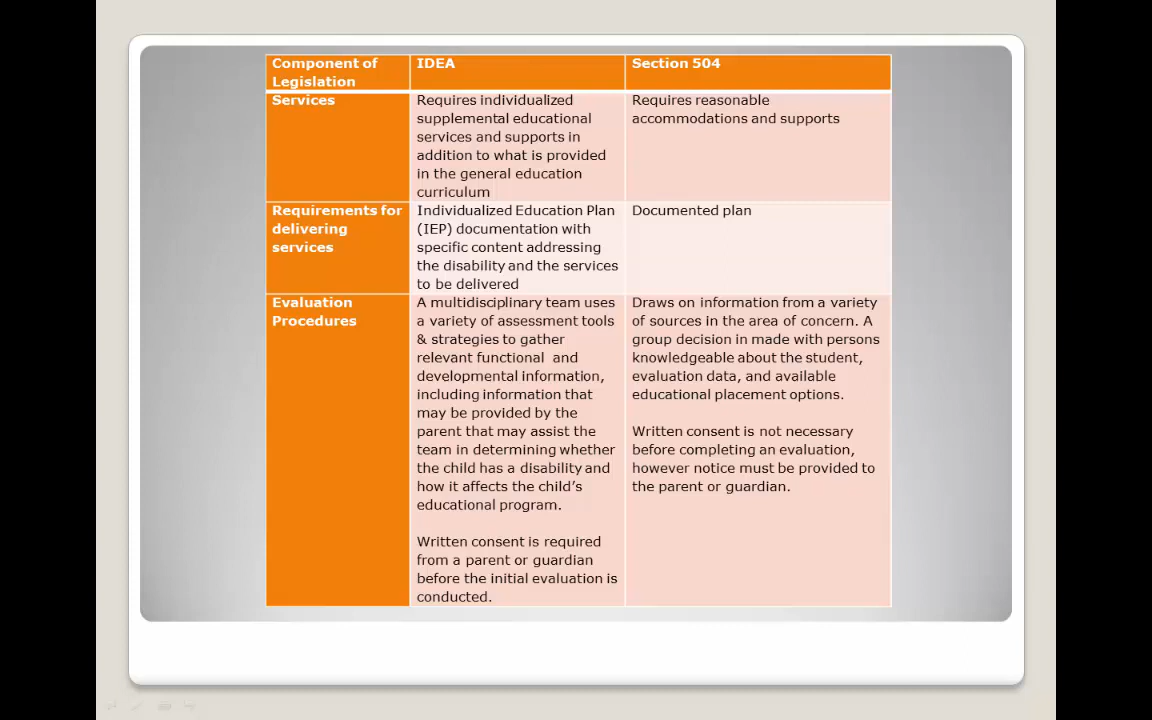 Component of
Legislation
IDEA
Section 504
Services
Requires individualized
supplemental educational
services and supports in
addition to what is provided
in the general education
curriculum
Requires reasonable
accommodations and supports
Requirements for
delivering
services
Individualized Education Plan
(IEP) documentation with
specific content addressing
the disability and the services
to be delivered
Documented plan
Evaluation
Procedures
A multidisciplinary team uses
a variety of assessment tools
& strategies to gather
relevant functional  and
developmental information,
including information that
may be provided by the
parent that may assist the
team in determining whether
the child has a disability and
how it affects the child's
educational program.
Written consent is required
from a parent or guardian
before the initial evaluation is
conducted.
Draws on information from a variety
of sources in the area of concern. A
group decision in made with persons
knowledgeable about the student,
evaluation data, and available
educational placement options.
Written consent is not necessary
before completing an evaluation,
however notice must be provided to
the parent or guardian.